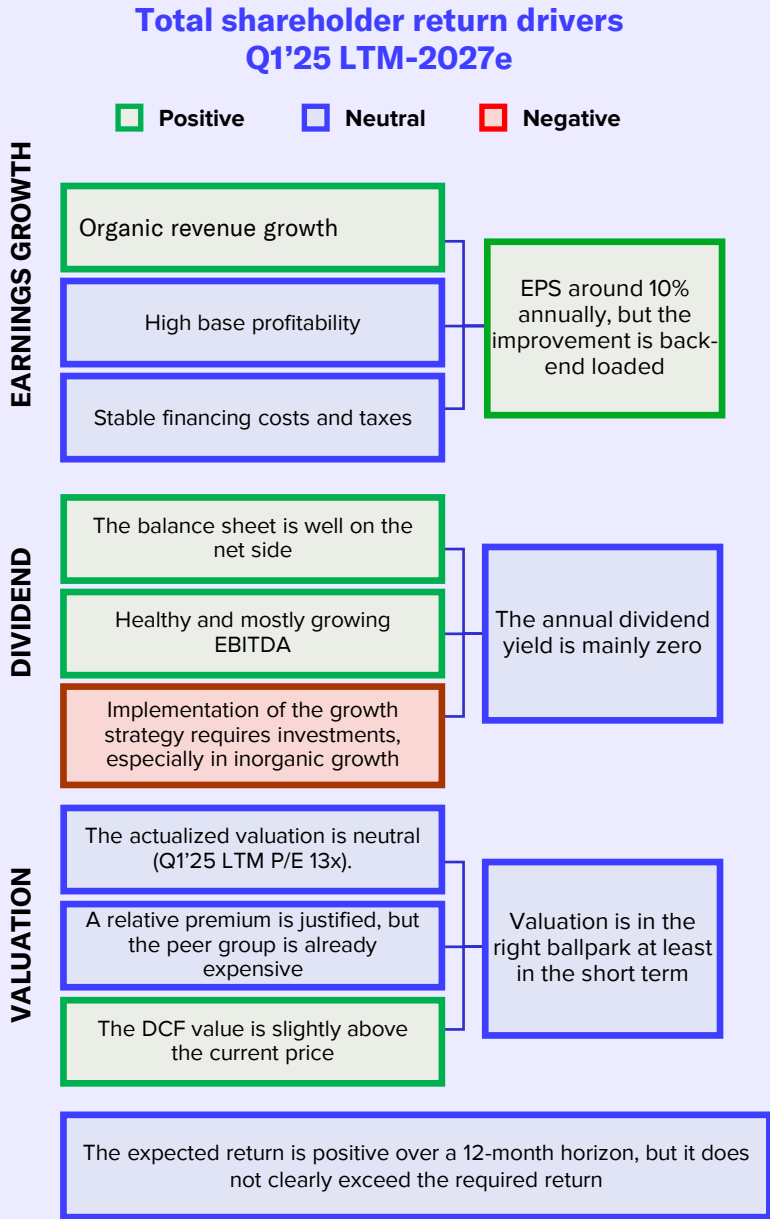 Total shareholder return drivers
Q1’25 LTM-2027e
Positive
Neutral
Negative
EARNINGS GROWTH
Organic revenue growth
High base profitability
Stable financing costs and taxes
EPS around 10%
annually, but the
improvement is back-
end loaded
DIVIDEND
The balance sheet is well on the
net side
Healthy and mostly growing
EBITDA
Implementation of the growth
strategy requires investments,
especially in inorganic growth
The annual dividend
yield is mainly zero
VALUATION
The actualized valuation is neutral
(Q1’25 LTM P/E 13x).
A relative premium is justified, but
the peer group is already
expensive
The DCF value is slightly above
the current price
Valuation is in the
right ballpark at least
in the short term
The expected return is positive over a 12-month horizon, but it does
not clearly exceed the required return